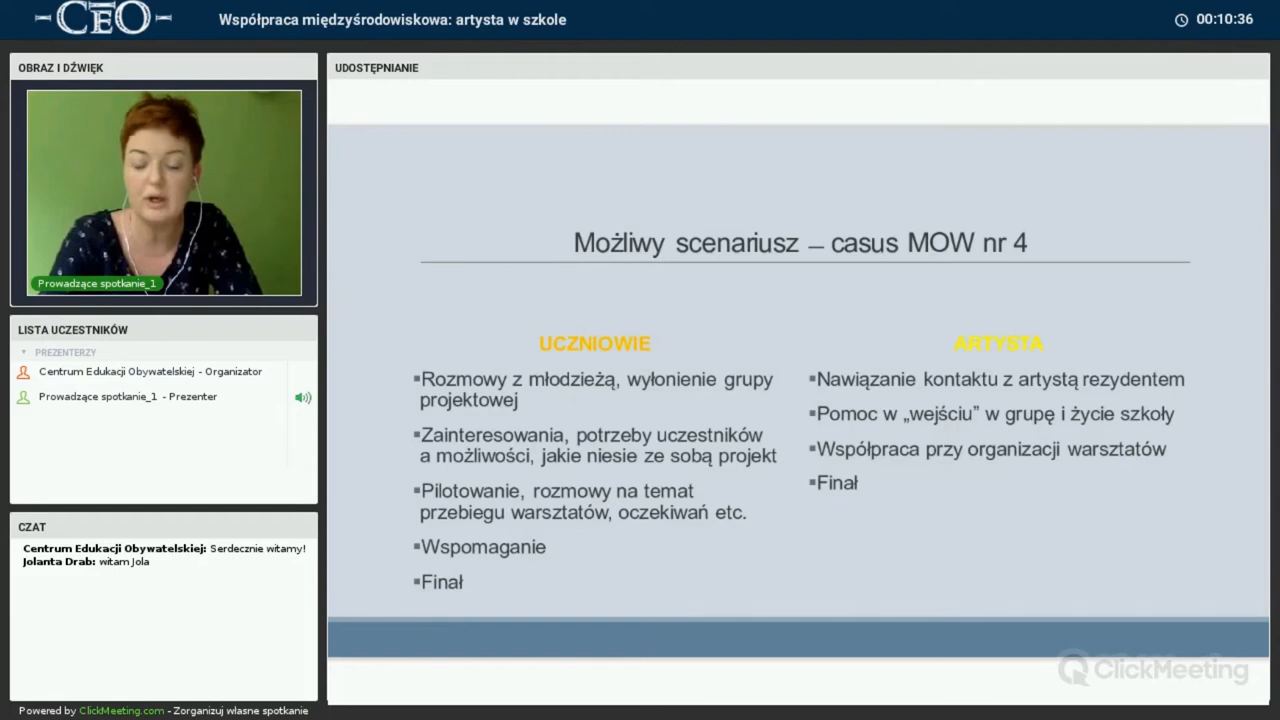 CEO
Współpraca międzyśrodowiskowa: artysta w szkole
00:10:36
OBRAZ I DŹWIĘK
Prowadzące spotkanie_1
LISTA UCZESTNIKÓW
PREZENTERZY
Centrum Edukacji Obywatelskiej - Organizator
Prowadzące spotkanie_1 - Prezenter
CZAT
Centrum Edukacji Obywatelskiej: Serdecznie witamy!
Jolanta Drab: witam Jola
Powered by ClickMeeting.com - Zorganizuj własne spotkanie
UDOSTĘPNIANIE
Możliwy scenariusz – casus MOW nr 4
UCZNIOWIE
▪Rozmowy z młodzieżą, wyłonienie grupy
projektowej
▪Zainteresowania, potrzeby uczestników
a możliwości, jakie niesie ze sobą projekt
▪Pilotowanie, rozmowy na temat
przebiegu warsztatów, oczekiwań etc.
▪Wspomaganie
▪Finał
ARTYSTA
▪Nawiązanie kontaktu z artystą rezydentem
▪Pomoc w „wejściu” w grupę i życie szkoły
▪Współpraca przy organizacji warsztatów
▪Finał
ClickMeeting